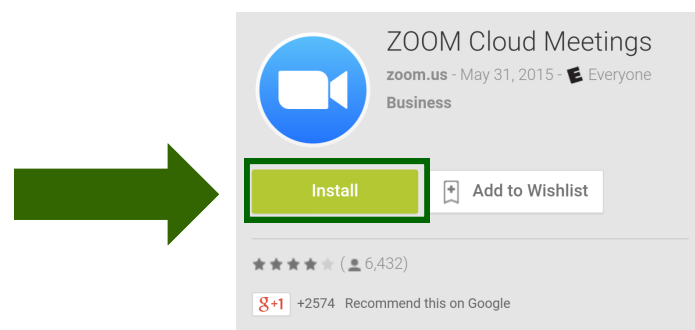 ZOOM Cloud Meetings
zoom.us - May 31, 2015 - E Everyone
Business
Install
Add to Wishlist
(6,432)
g+1 +2574 Recommend this on Google